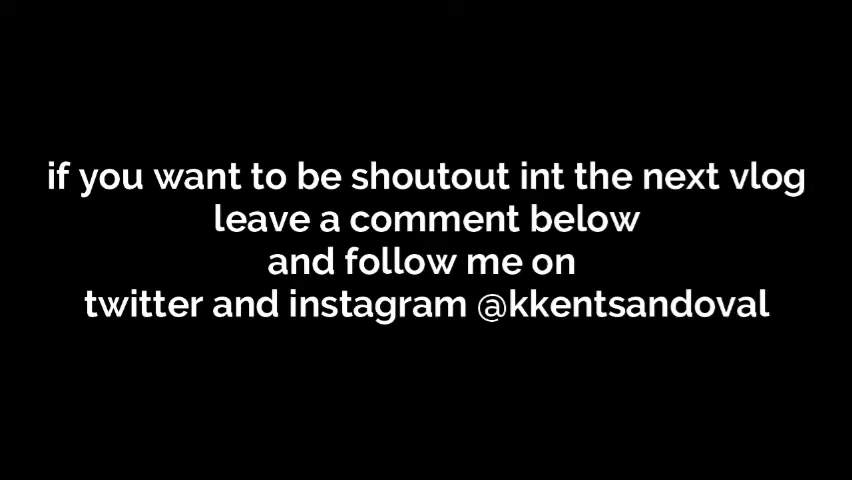 if you want to be shoutout int the next vlog
leave a comment below
and follow me on
twitter and instagram @kkentsandoval